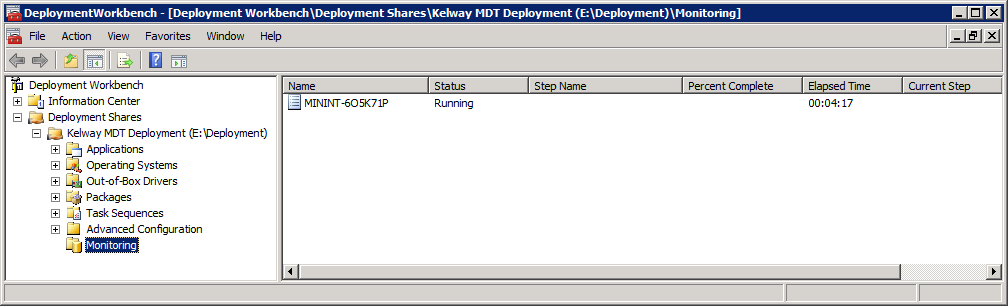 DeploymentWorkbench - [Deployment Workbench\Deployment Shares\Kelway MDT Deployment (E:\Deployment)\Monitoring]
File Action View Favorites Window Help
Deployment Workbench
Information Center
Deployment Shares
Kelway MDT Deployment (E:\Deployment)
Applications
Operating Systems
Out-of-Box Drivers
Packages
Task Sequences
Advanced Configuration
Monitoring
Name Status Step Name Percent Complete Elapsed Time Current Step
MININT-6O5K71P Running 00:04:17